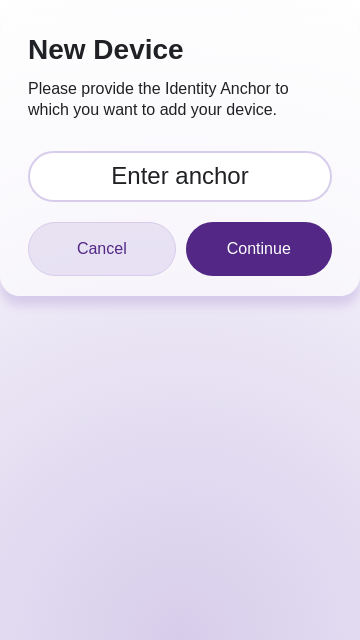 New Device
Please provide the Identity Anchor to
which you want to add your device.
Enter anchor
Cancel
Continue